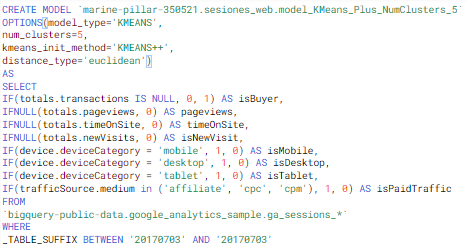 CREATE MODEL `marine-pillar-350521.sesiones_web.model_KMeans_Plus_NumClusters_5`
OPTIONS(model_type='KMEANS',
num_clusters=5,
kmeans_init_method='KMEANS++',
distance_type='euclidean')
AS
SELECT
IF(totals.transactions IS NULL, 0, 1) AS isBuyer,
IFNULL(totals.pageviews, 0) AS pageviews,
IFNULL(totals.timeOnSite, 0) AS timeOnSite,
IFNULL(totals.newVisits, 0) AS isNewVisit,
IF(device.deviceCategory = 'mobile', 1, 0) AS isMobile,
IF(device.deviceCategory = 'desktop', 1, 0) AS isDesktop,
IF(device.deviceCategory = 'tablet', 1, 0) AS isTablet,
IF(trafficSource.medium in ('affiliate', 'cpc', 'cpm'), 1, 0) AS isPaidTraffic
FROM
`bigquery-public-data.google_analytics_sample.ga_sessions_*`
WHERE
_TABLE_SUFFIX BETWEEN '20170703' AND '20170703'